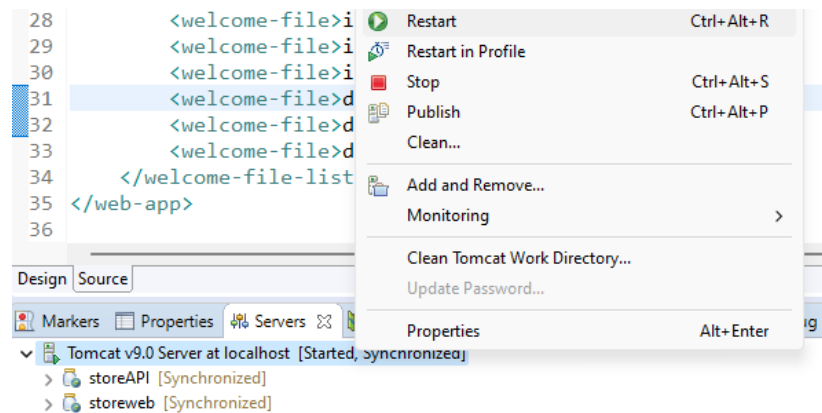 28 <welcome-file>i
29 <welcome-file>i
30 <welcome-file>i
31 <welcome-file>d
32 <welcome-file>d
33 <welcome-file>d
34 </welcome-file-list
35 </web-app>
36
Restart Ctrl+Alt+R
Restart in Profile
Stop Ctrl+Alt+S
Publish Ctrl+Alt+P
Clean...
Add and Remove...
Monitoring >
Clean Tomcat Work Directory...
Update Password...
Properties Alt+Enter
Design Source
Markers Properties Servers ug
Tomcat v9.0 Server at localhost [Started, Synchronized]
storeAPI [Synchronized]
storeweb [Synchronized]